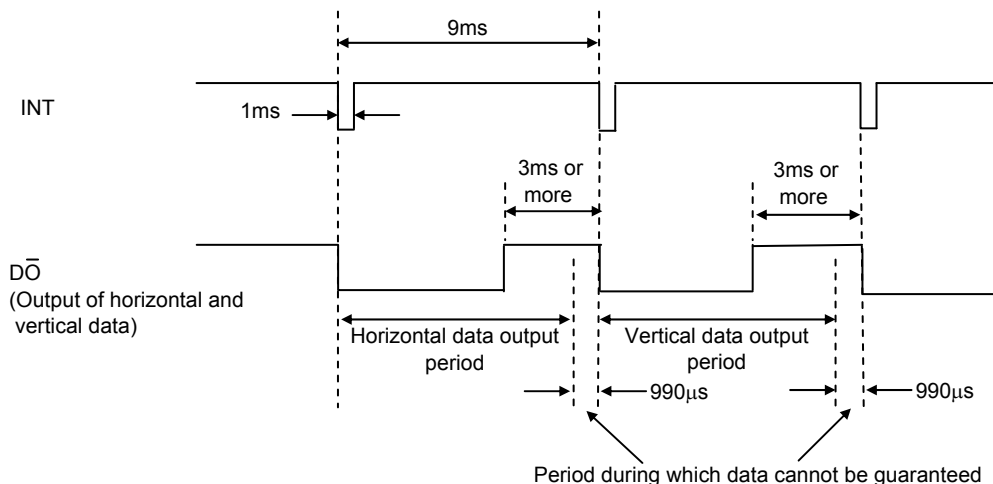 9ms
INT
1ms
3ms or
more
3ms or
more
DŌ
(Output of horizontal and
vertical data)
Horizontal data output
period
Vertical data output
period
990μs
990μs
Period during which data cannot be guaranteed